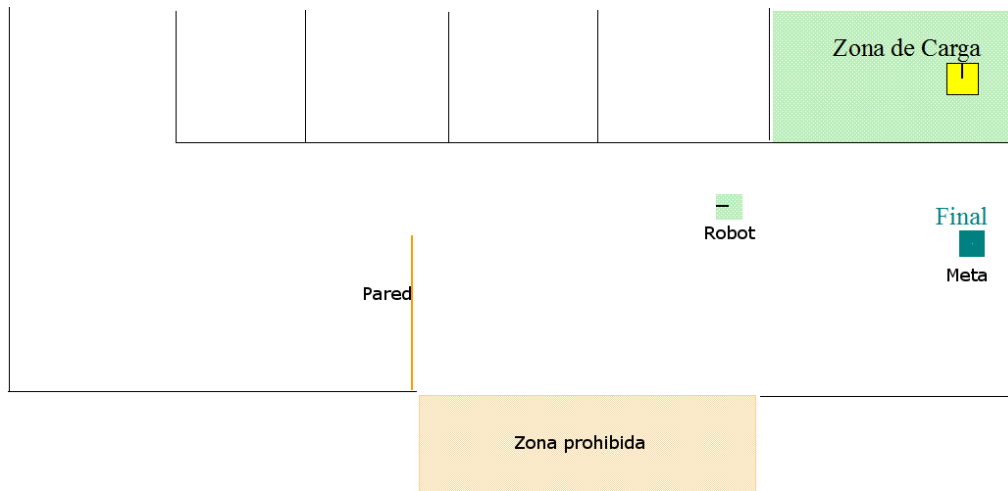 Zona de Carga
Robot
Final
Meta
Pared
Zona prohibida